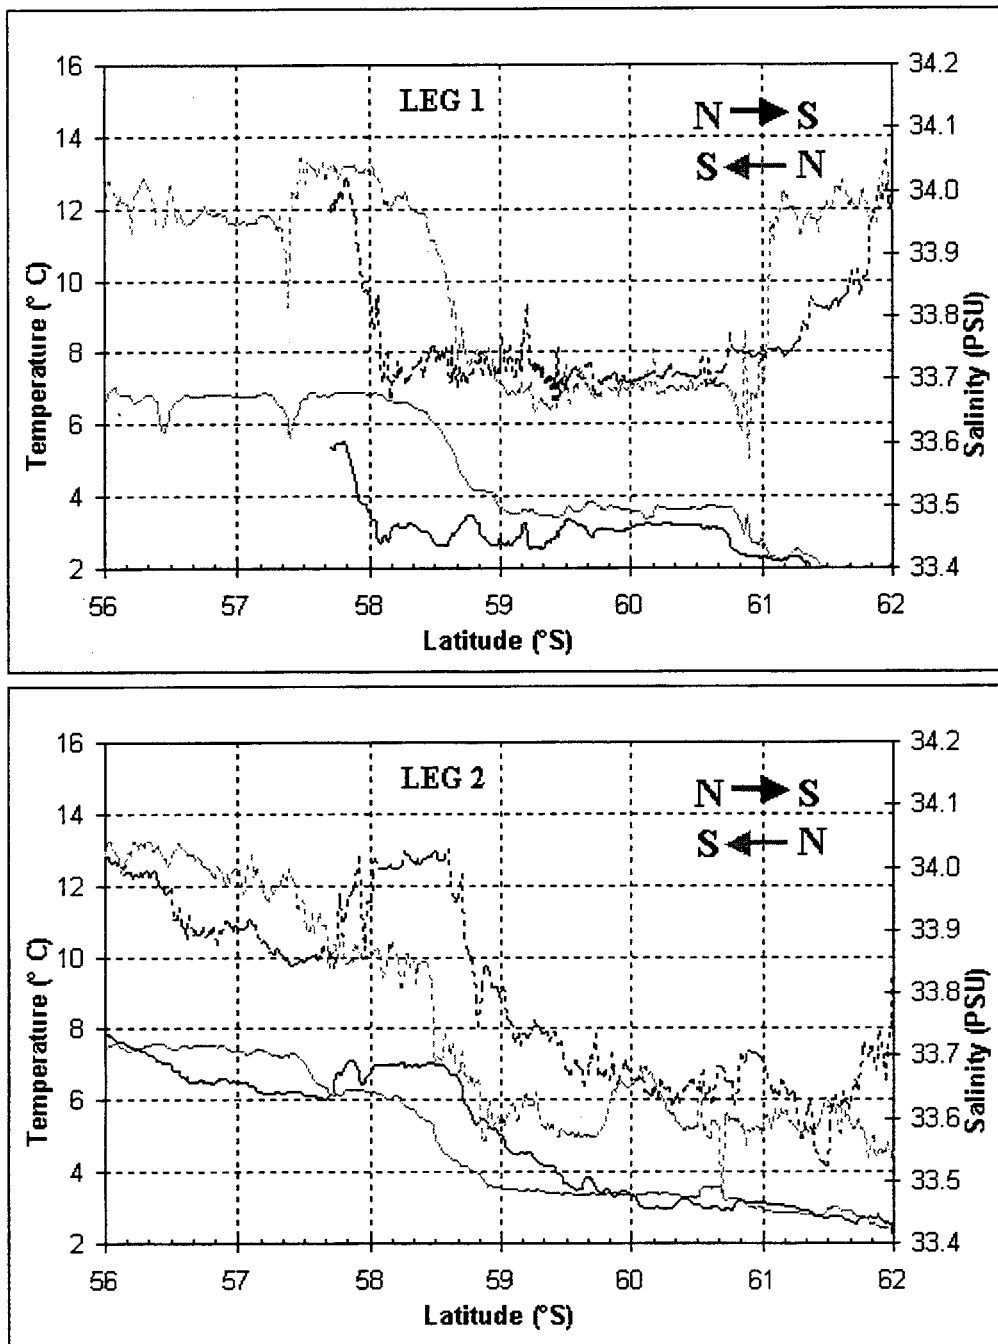 LEG 1
N S
S N
16
14
12
10
8
6
4
2
34.2
34.1
34.0
33.9
33.8
33.7
33.6
33.5
33.4
56 57 58 59 60 61 62
Temperature (° C)
Salinity (PSU)
Latitude (°S)
LEG 2
N S
S N
16
14
12
10
8
6
4
2
34.2
34.1
34.0
33.9
33.8
33.7
33.6
33.5
33.4
56 57 58 59 60 61 62
Temperature (° C)
Salinity (PSU)
Latitude (°S)